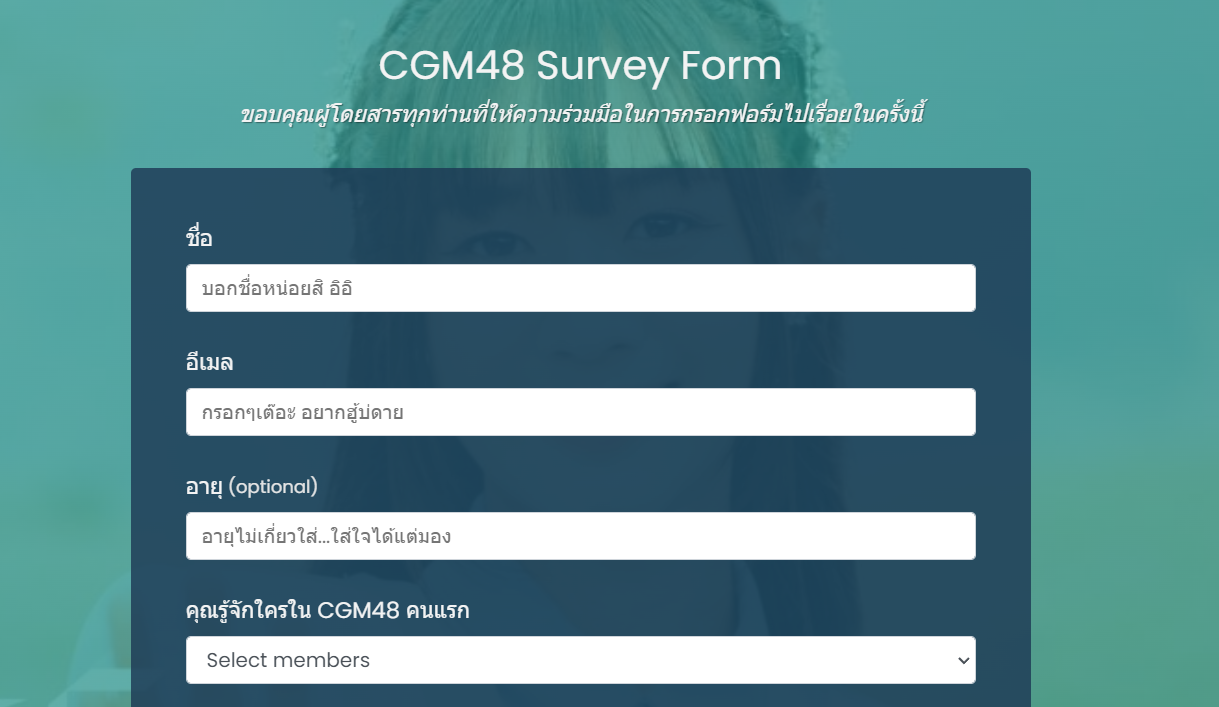 CGM48 Survey Form
ขอบคุณผู้โดยสารทุกท่านที่ให้ความร่วมมือในการกรอกฟอร์มไปเรื่อยในครั้งนี้
ชื่อ
บอกชื่อหน่อยสิ อิอิ
อีเมล
กรอกๆเต๊อะ อยากฮู้บ่ดาย
อายุ (optional)
อายุไม่เกี่ยวใส่...ใส่ใจได้แต่มอง
คุณรู้จักใครใน CGM48 คนแรก
Select members